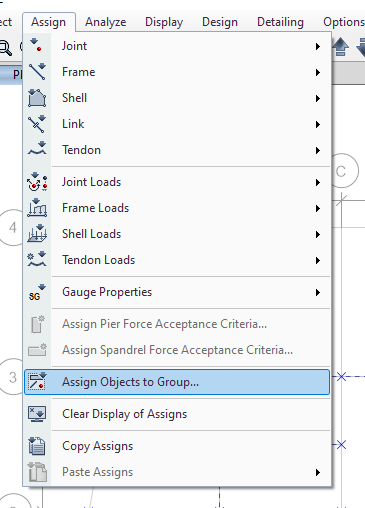 ect Assign Analyze Display Design Detailing Options
Joint
Pl
Frame
Shell
Link
Tendon
C
Joint Loads
Frame Loads
4
Shell Loads
Tendon Loads
SG Gauge Properties
Assign Pier Force Acceptance Criteria...
Assign Spandrel Force Acceptance Criteria...
3
Assign Objects to Group...
Clear Display of Assigns
Copy Assigns
Paste Assigns